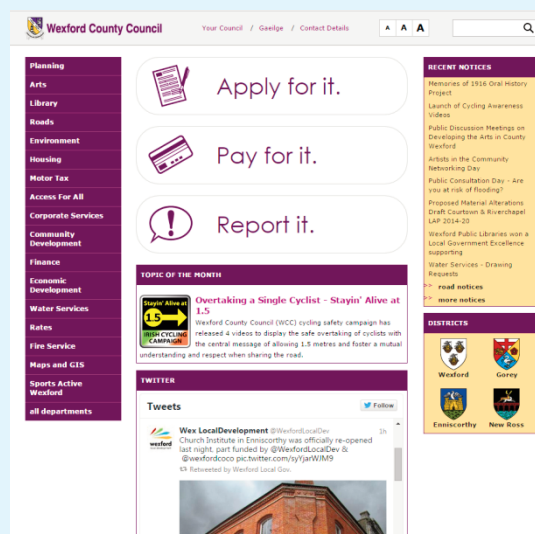 Wexford County Council
Your Council / Gaeilge / Contact Details
A A A
Planning
Arts
Library
Roads
Environment
Housing
Motor Tax
Access For All
Corporate Services
Community
Development
Finance
Economic
Development
Water Services
Rates
Fire Service
Maps and GIS
Sports Active
Wexford
all departments
Apply for it.
Pay for it.
Report it.
TOPIC OF THE MONTH
Stayin' Alive at
1.5
IRISH CYCLING
CAMPAIGN
Overtaking a Single Cyclist - Stayin' Alive at
1.5
Wexford County Council (WCC) cycling safety campaign has
released 4 videos to display the safe overtaking of cyclists with
the central message of allowing 1.5 metres and foster a mutual
understanding and respect when sharing the road.
TWITTER
Tweets
Follow
wexford
Wex LocalDevelopment @WexfordLocalDev 1h
Church Institute in Enniscorthy was officially re-opened
last night, part funded by @WexfordLocalDev &
@wexfordcoco pic.twitter.com/syYjarWJM9
Retweeted by Wexford Local Gov.
RECENT NOTICES
Memories of 1916 Oral History
Project
Launch of Cycling Awareness
Videos
Public Discussion Meetings on
Developing the Arts in County
Wexford
Artists in the Community
Networking Day
Public Consultation Day - Are
you at risk of flooding?
Proposed Material Alterations
Draft Courtown & Riverchapel
LAP 2014-20
Wexford Public Libraries won a
Local Government Excellence
supporting
Water Services - Drawing
Requests
>> road notices
>> more notices
DISTRICTS
Wexford Gorey
Enniscorthy New Ross